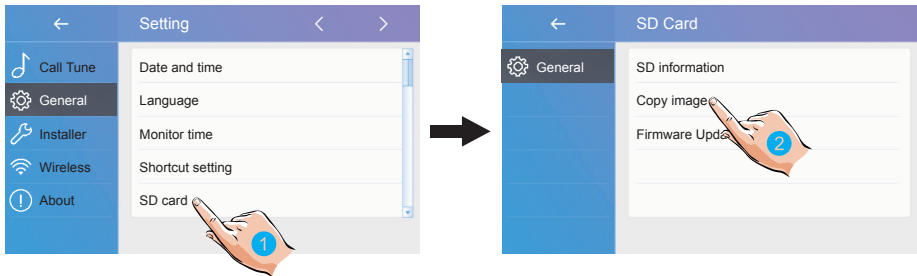 Setting
Call Tune
General
Installer
Wireless
About
Date and time
Language
Monitor time
Shortcut setting
SD card
1
SD Card
General
SD information
Copy image
Firmware Upda
2